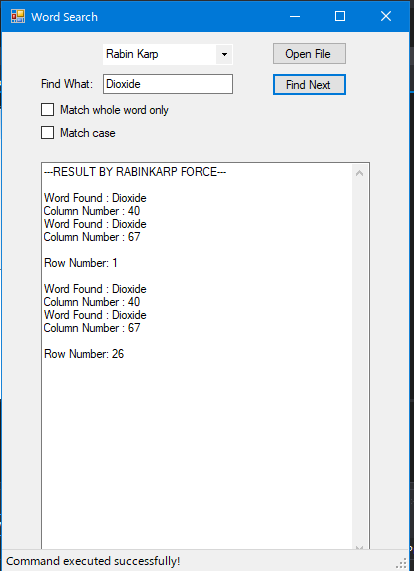 Word Search
Rabin Karp
Open File
Find What:
Dioxide
Find Next
Match whole word only
Match case
---RESULT BY RABINKARP FORCE---
Word Found : Dioxide
Column Number : 40
Word Found : Dioxide
Column Number : 67
Row Number: 1
Word Found : Dioxide
Column Number : 40
Word Found : Dioxide
Column Number : 67
Row Number: 26
Command executed successfully!